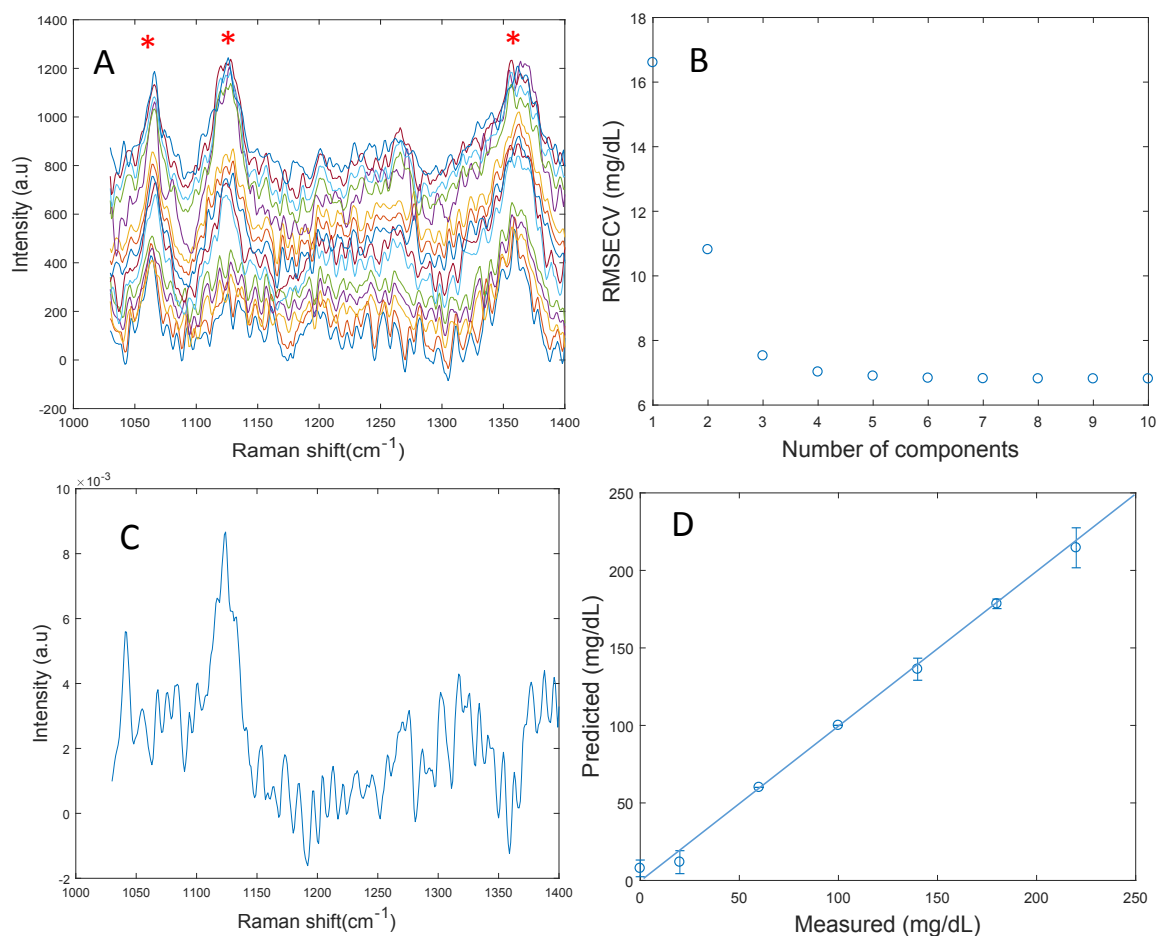 A
* * *
1400
1200
1000
800
600
400
200
0
-200
Intensity (a.u)
1000 1050 1100 1150 1200 1250 1300 1350 1400
Raman shift(cm⁻¹)
B
18
16
14
12
10
8
6
RMSECV (mg/dL)
1 2 3 4 5 6 7 8 9 10
Number of components
C
×10⁻³
10
8
6
4
2
0
-2
Intensity (a.u)
1000 1050 1100 1150 1200 1250 1300 1350 1400
Raman shift(cm⁻¹)
D
250
200
150
100
50
0
Predicted (mg/dL)
0 50 100 150 200 250
Measured (mg/dL)